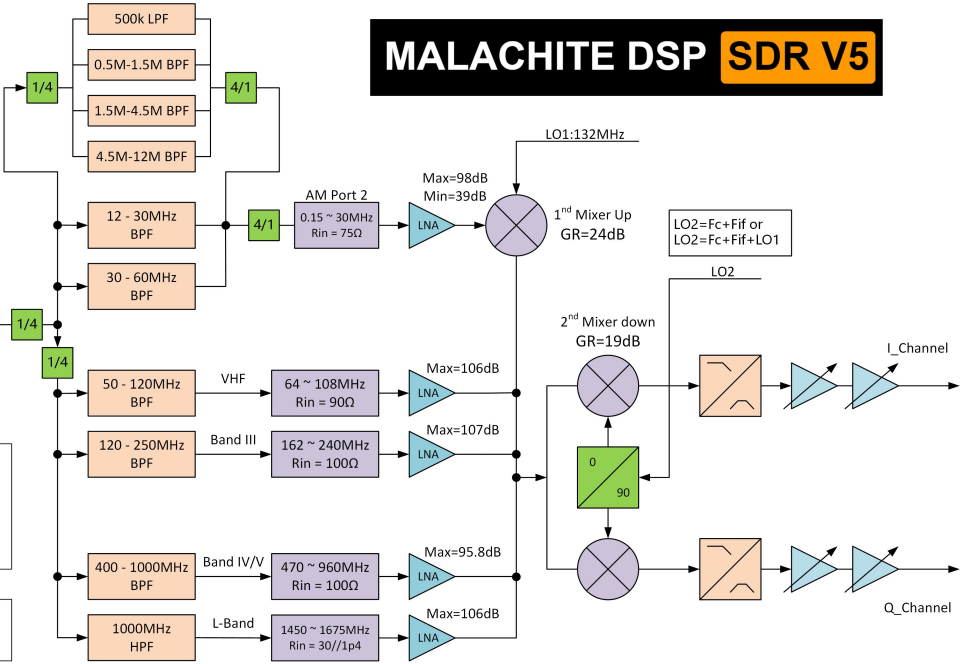 MALACHITE DSP SDR V5
500k LPF
0.5M-1.5M BPF
1/4
4/1
1.5M-4.5M BPF
4.5M-12M BPF
LO1:132MHz
Max=98dB
Min=39dB
AM Port 2
12 - 30MHz
BPF
4/1
0.15 ~ 30MHz
Rin = 75Ω
LNA
1nd Mixer Up
GR=24dB
LO2=Fc+Fif or
LO2=Fc+Fif+LO1
LO2
30 - 60MHz
BPF
1/4
1/4
2nd Mixer down
GR=19dB
I_Channel
50 - 120MHz
BPF
VHF
64 ~ 108MHz
Rin = 90Ω
Max=106dB
LNA
120 - 250MHz
BPF
Band III
162 ~ 240MHz
Rin = 100Ω
Max=107dB
LNA
0
90
400 - 1000MHz
BPF
Band IV/V
470 ~ 960MHz
Rin = 100Ω
Max=95.8dB
LNA
1000MHz
HPF
L-Band
1450 ~ 1675MHz
Rin = 30//1p4
Max=106dB
LNA
Q_Channel